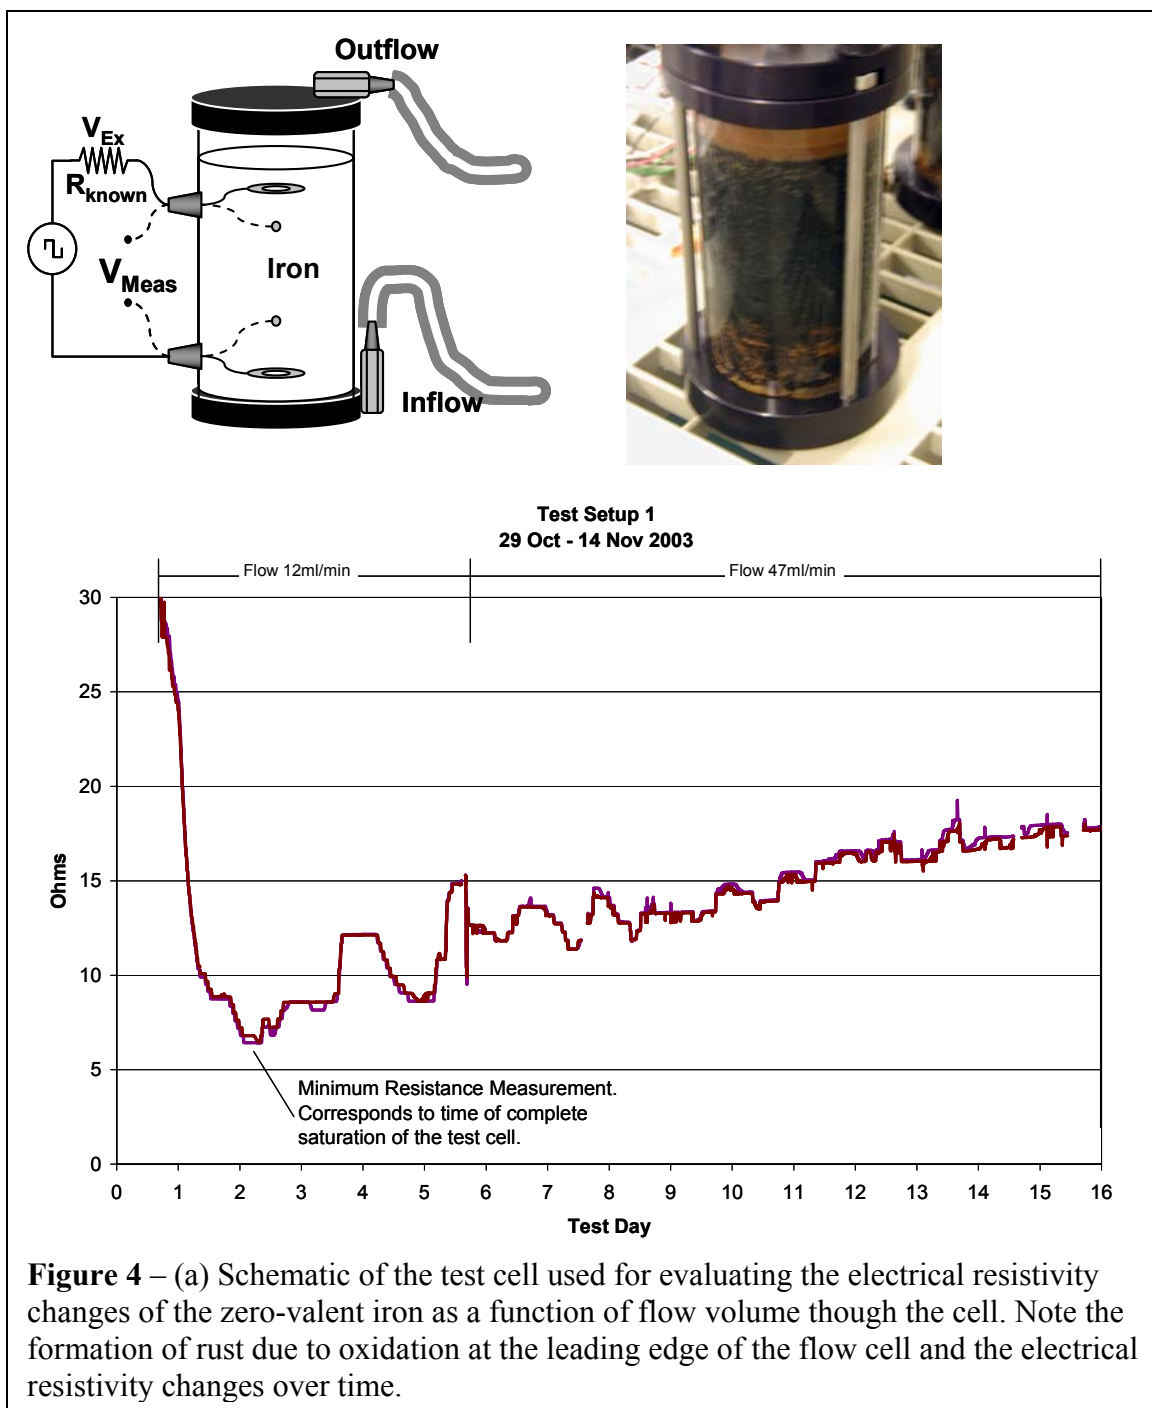 Outflow
V_Ex
R_known
V_Meas
Iron
Inflow
Test Setup 1
29 Oct - 14 Nov 2003
Flow 12ml/min
Flow 47ml/min
30
25
20
15
10
5
0
Ohms
Minimum Resistance Measurement.
Corresponds to time of complete
saturation of the test cell.
0 1 2 3 4 5 6 7 8 9 10 11 12 13 14 15 16
Test Day
Figure 4 – (a) Schematic of the test cell used for evaluating the electrical resistivity
changes of the zero-valent iron as a function of flow volume though the cell. Note the
formation of rust due to oxidation at the leading edge of the flow cell and the electrical
resistivity changes over time.